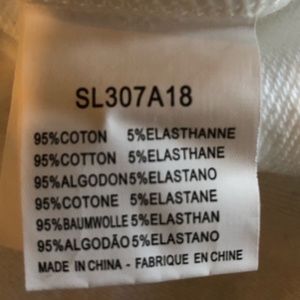 SL307A18
95%COTON 5%ELASTHANNE
95%COTTON 5%ELASTHANE
95%ALGODON5%ELASTANO
95%COTONE 5%ELASTANE
95%BAUMWOLLE 5%ELASTHAN
95%ALGODÃO 5%ELASTANO
MADE IN CHINA - FABRIQUE EN CHINE